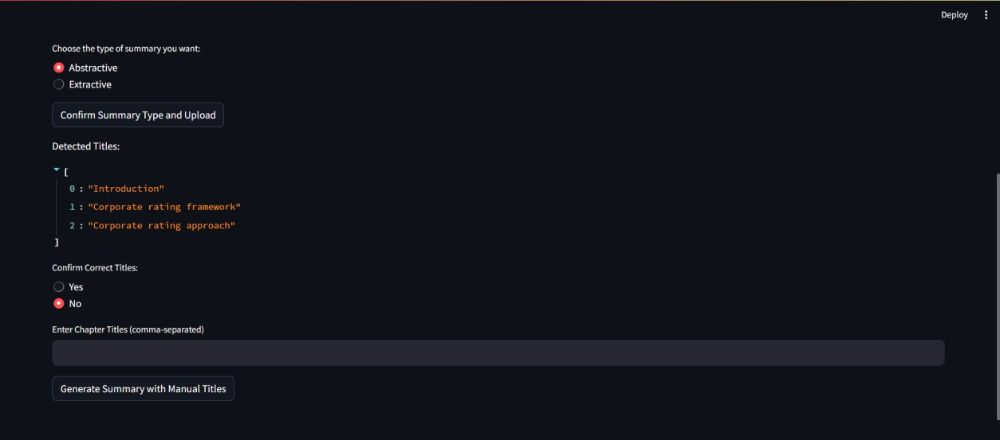 Deploy
Choose the type of summary you want:
Abstractive
Extractive
Confirm Summary Type and Upload
Detected Titles:
[
0 : "Introduction"
1 : "Corporate rating framework"
2 : "Corporate rating approach"
]
Confirm Correct Titles:
Yes
No
Enter Chapter Titles (comma-separated)
Generate Summary with Manual Titles